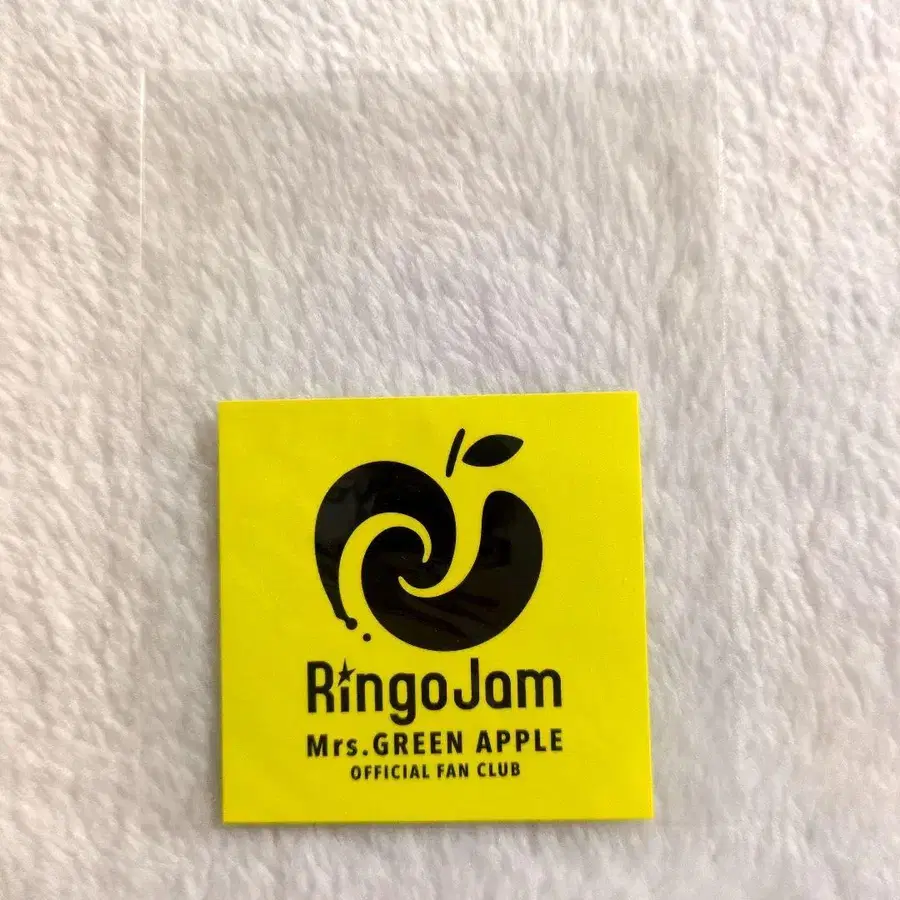 RingoJam
Mrs.GREEN APPLE
OFFICIAL FAN CLUB